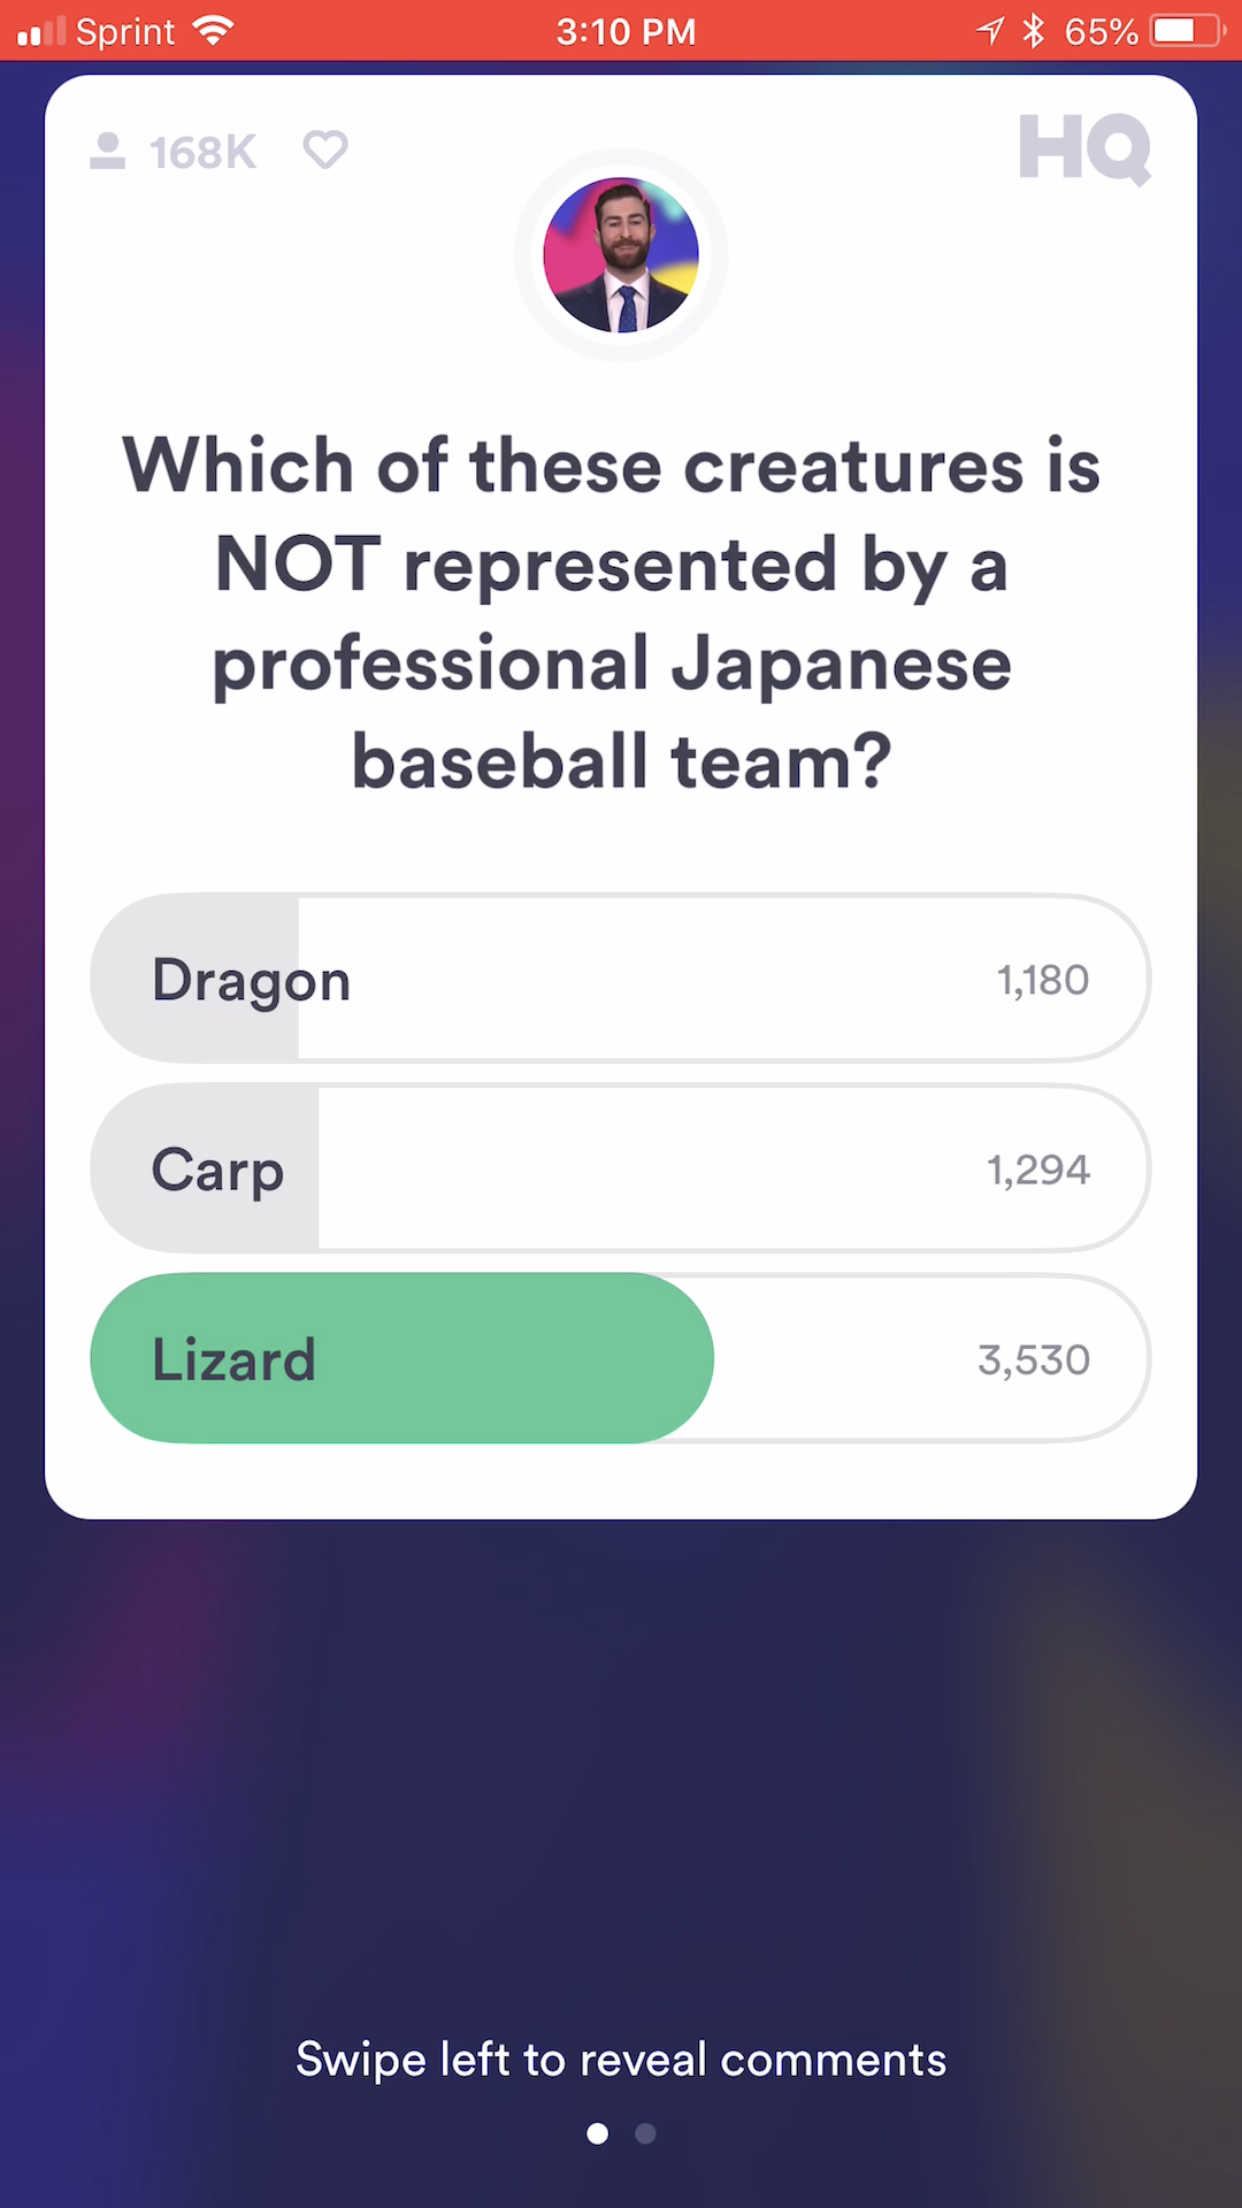 Sprint 3:10 PM 65%
168K HQ
Which of these creatures is
NOT represented by a
professional Japanese
baseball team?
Dragon 1,180
Carp 1,294
Lizard 3,530
Swipe left to reveal comments